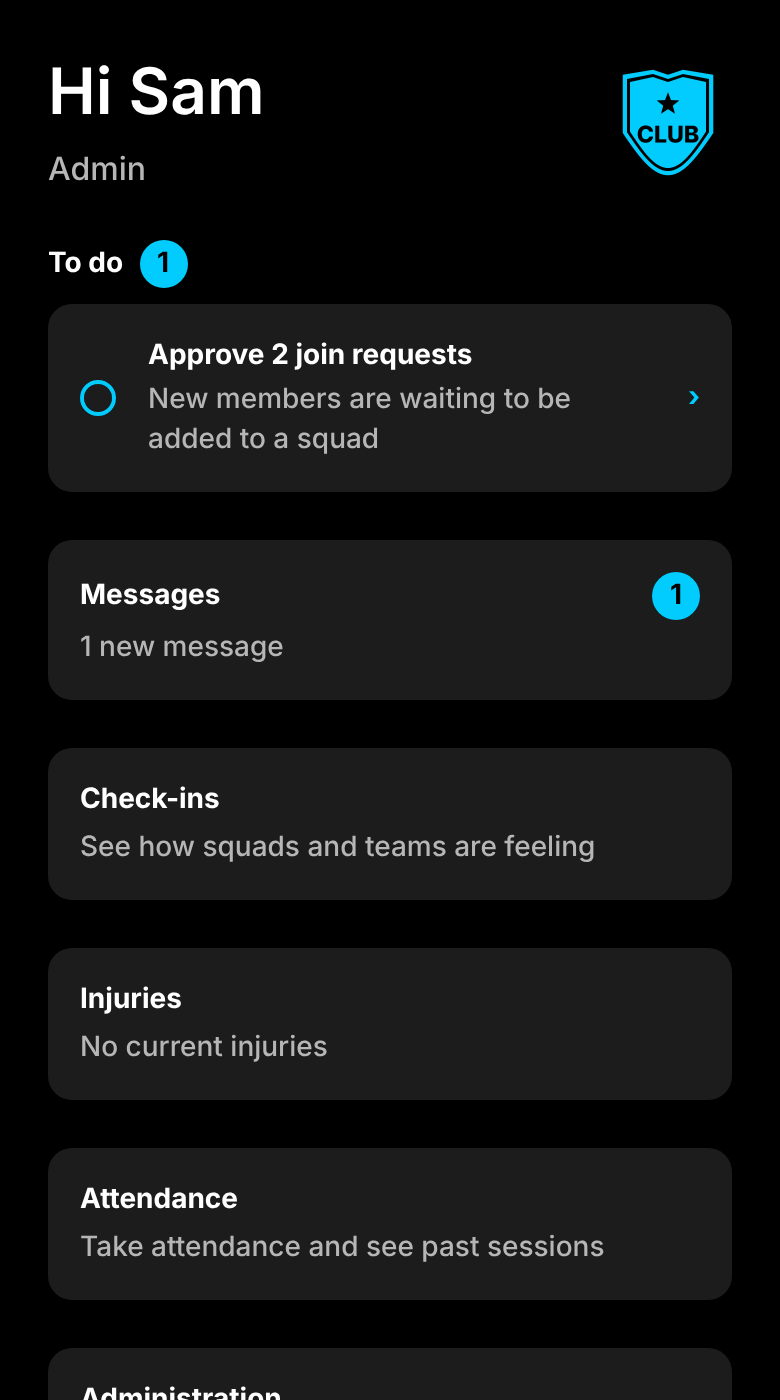 Hi Sam
Admin
CLUB
To do 1
Approve 2 join requests
New members are waiting to be
added to a squad
Messages 1
1 new message
Check-ins
See how squads and teams are feeling
Injuries
No current injuries
Attendance
Take attendance and see past sessions
Administration